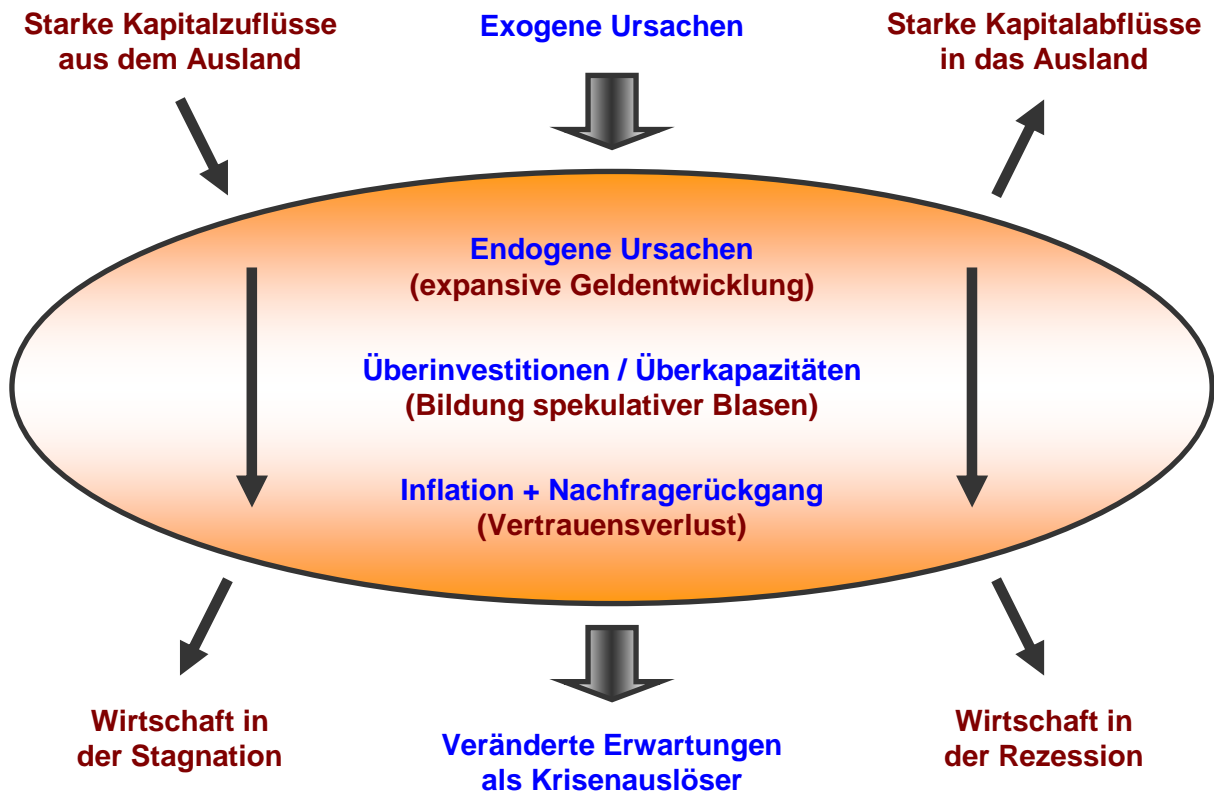 Starke Kapitalzuflüsse
aus dem Ausland
Exogene Ursachen
Starke Kapitalabflüsse
in das Ausland
Endogene Ursachen
(expansive Geldentwicklung)
Überinvestitionen / Überkapazitäten
(Bildung spekulativer Blasen)
Inflation + Nachfragerückgang
(Vertrauensverlust)
Wirtschaft in
der Stagnation
Veränderte Erwartungen
als Krisenauslöser
Wirtschaft in
der Rezession